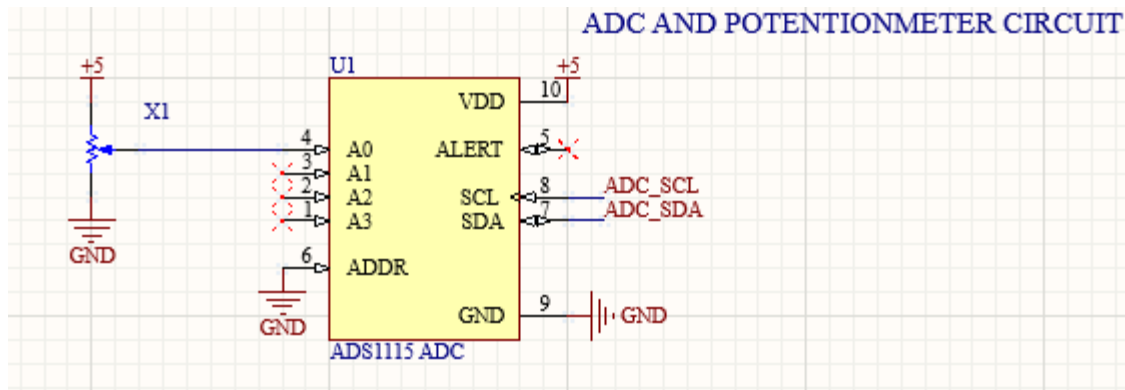 ADC AND POTENTIONMETER CIRCUIT
+5
U1
+5
X1
10
VDD
4
A0
ALERT
5
3
A1
2
A2
SCL
8
ADC_SCL
1
A3
SDA
7
ADC_SDA
GND
6
ADDR
GND
GND
9
GND
ADS1115 ADC